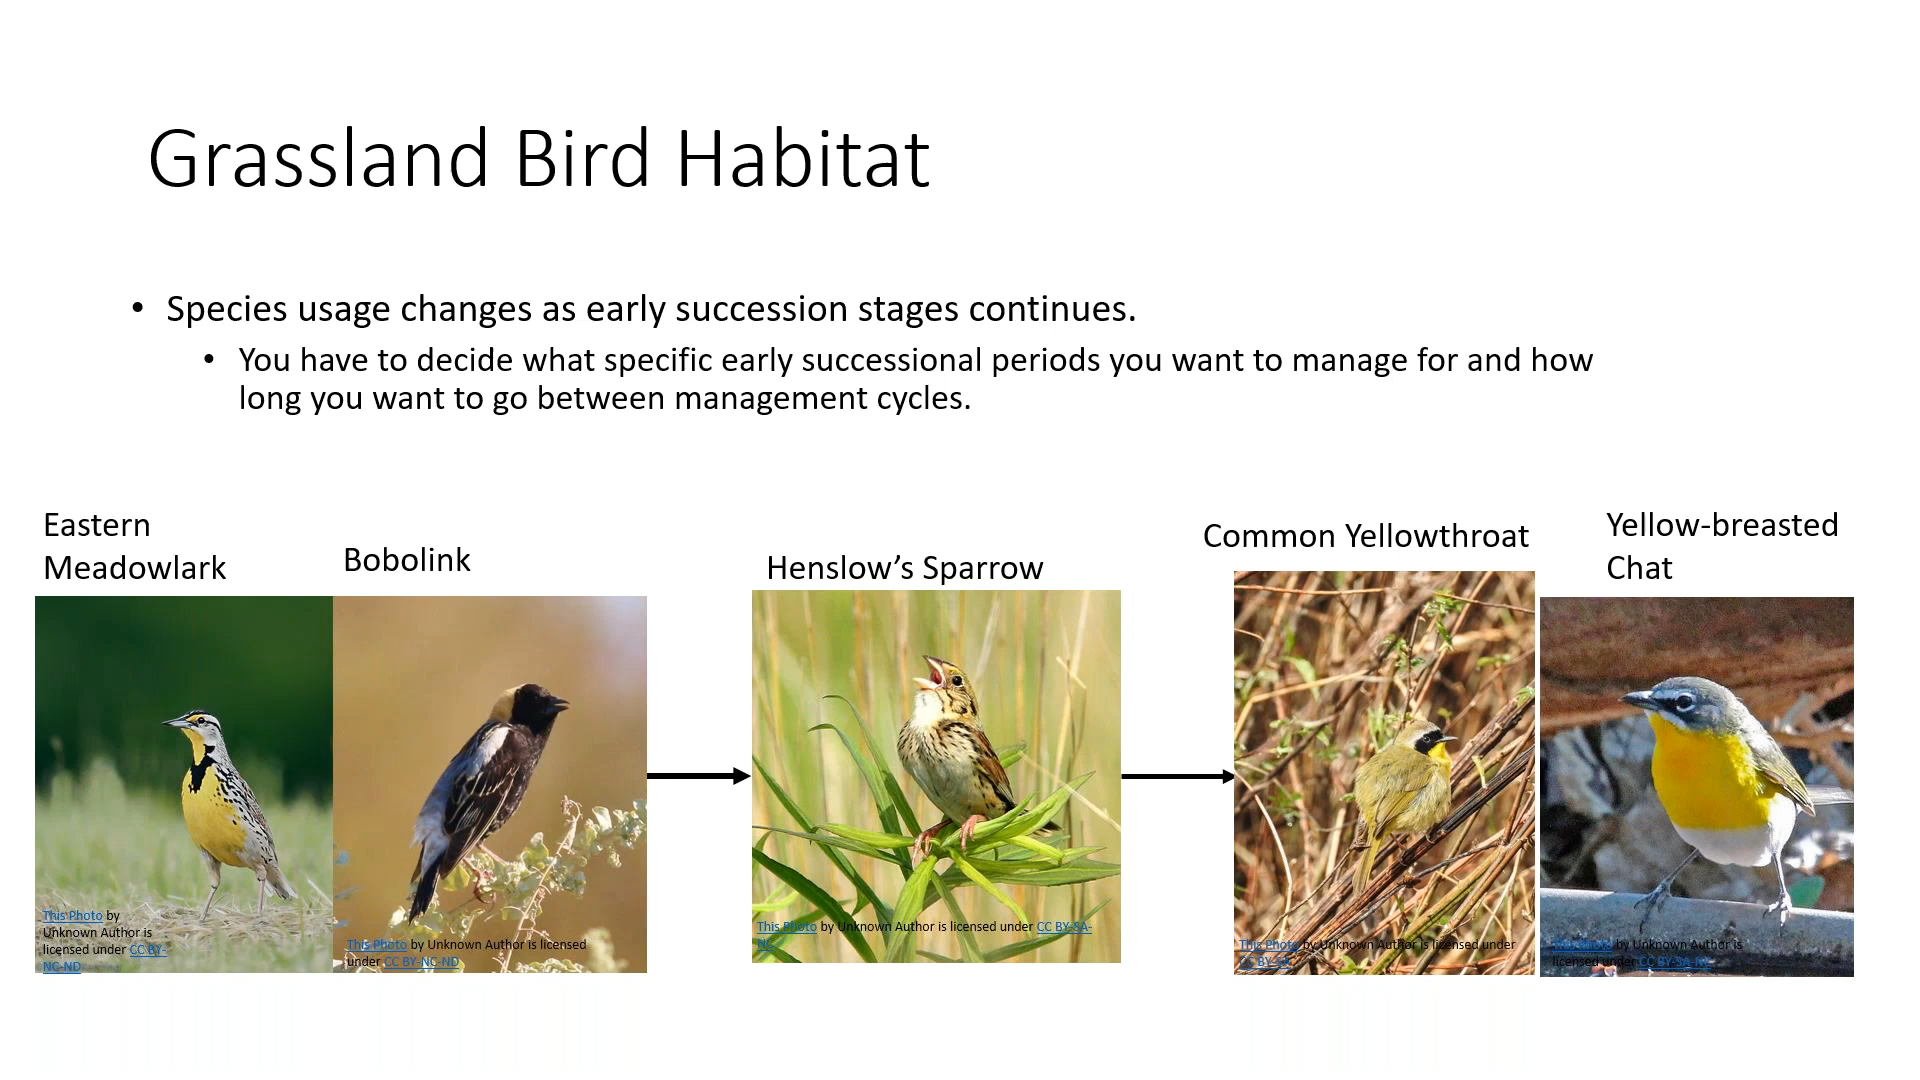 Grassland Bird Habitat
• Species usage changes as early succession stages continues.
• You have to decide what specific early successional periods you want to manage for and how
long you want to go between management cycles.
Eastern
Meadowlark
Bobolink
Henslow’s Sparrow
Common Yellowthroat
Yellow-breasted
Chat
This Photo by
Unknown Author is
licensed under CC BY-
NC-ND
This Photo by Unknown Author is licensed
under CC BY-NC-ND
This Photo by Unknown Author is licensed under CC BY-SA-
NC
This Photo by Unknown Author is licensed under
CC BY-SA
This Photo by Unknown Author is
licensed under CC BY-SA-NC